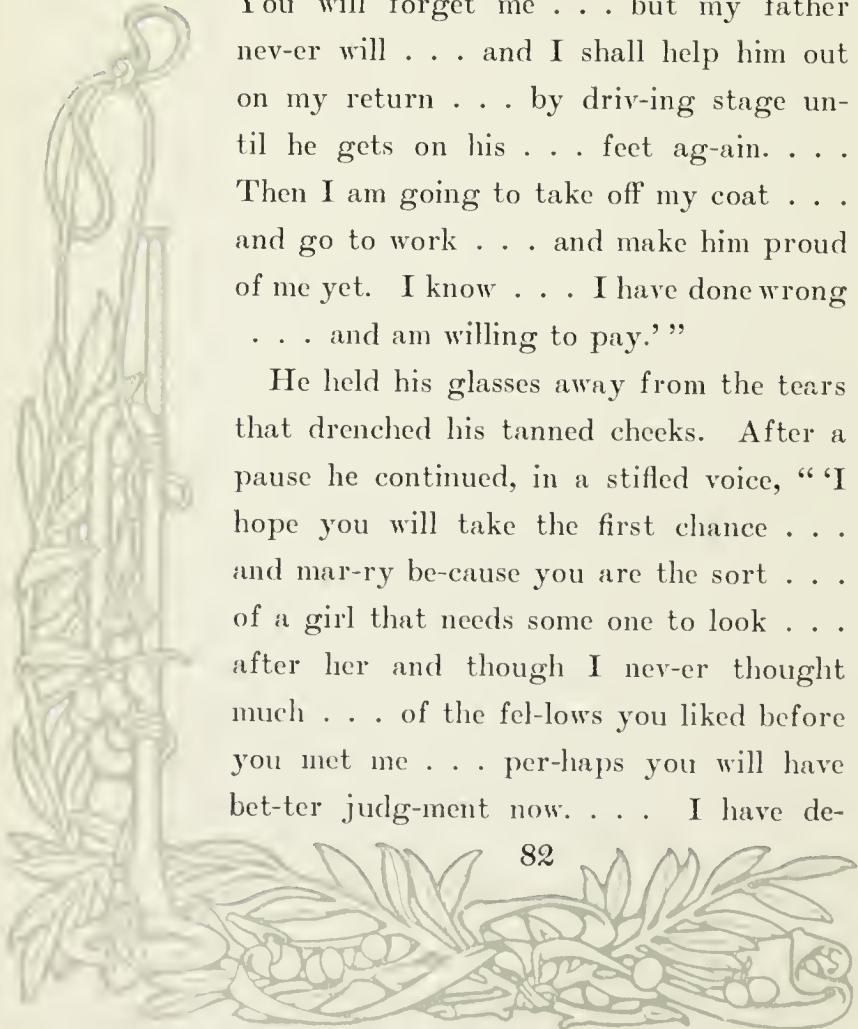 You will forget me . . . but my father
nev-er will . . . and I shall help him out
on my return . . . by driv-ing stage un-
til he gets on his . . . feet ag-ain. . . .
Then I am going to take off my coat . . .
and go to work . . . and make him proud
of me yet. I know . . . I have done wrong
. . . and am willing to pay.’ ”
He held his glasses away from the tears
that drenched his tanned cheeks. After a
pause he continued, in a stifled voice, “ ‘I
hope you will take the first chance . . .
and mar-ry be-cause you are the sort . . .
of a girl that needs some one to look . . .
after her and though I nev-er thought
much . . . of the fel-lows you liked before
you met me . . . per-haps you will have
bet-ter judg-ment now. . . . I have de-
82